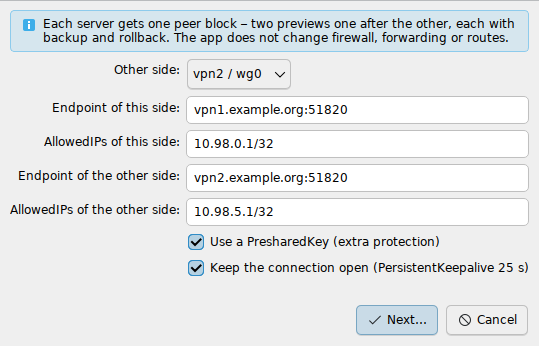 Each server gets one peer block – two previews one after the other, each with
backup and rollback. The app does not change firewall, forwarding or routes.
Other side: vpn2 / wg0
Endpoint of this side: vpn1.example.org:51820
AllowedIPs of this side: 10.98.0.1/32
Endpoint of the other side: vpn2.example.org:51820
AllowedIPs of the other side: 10.98.5.1/32
Use a PresharedKey (extra protection)
Keep the connection open (PersistentKeepalive 25 s)
Next... Cancel